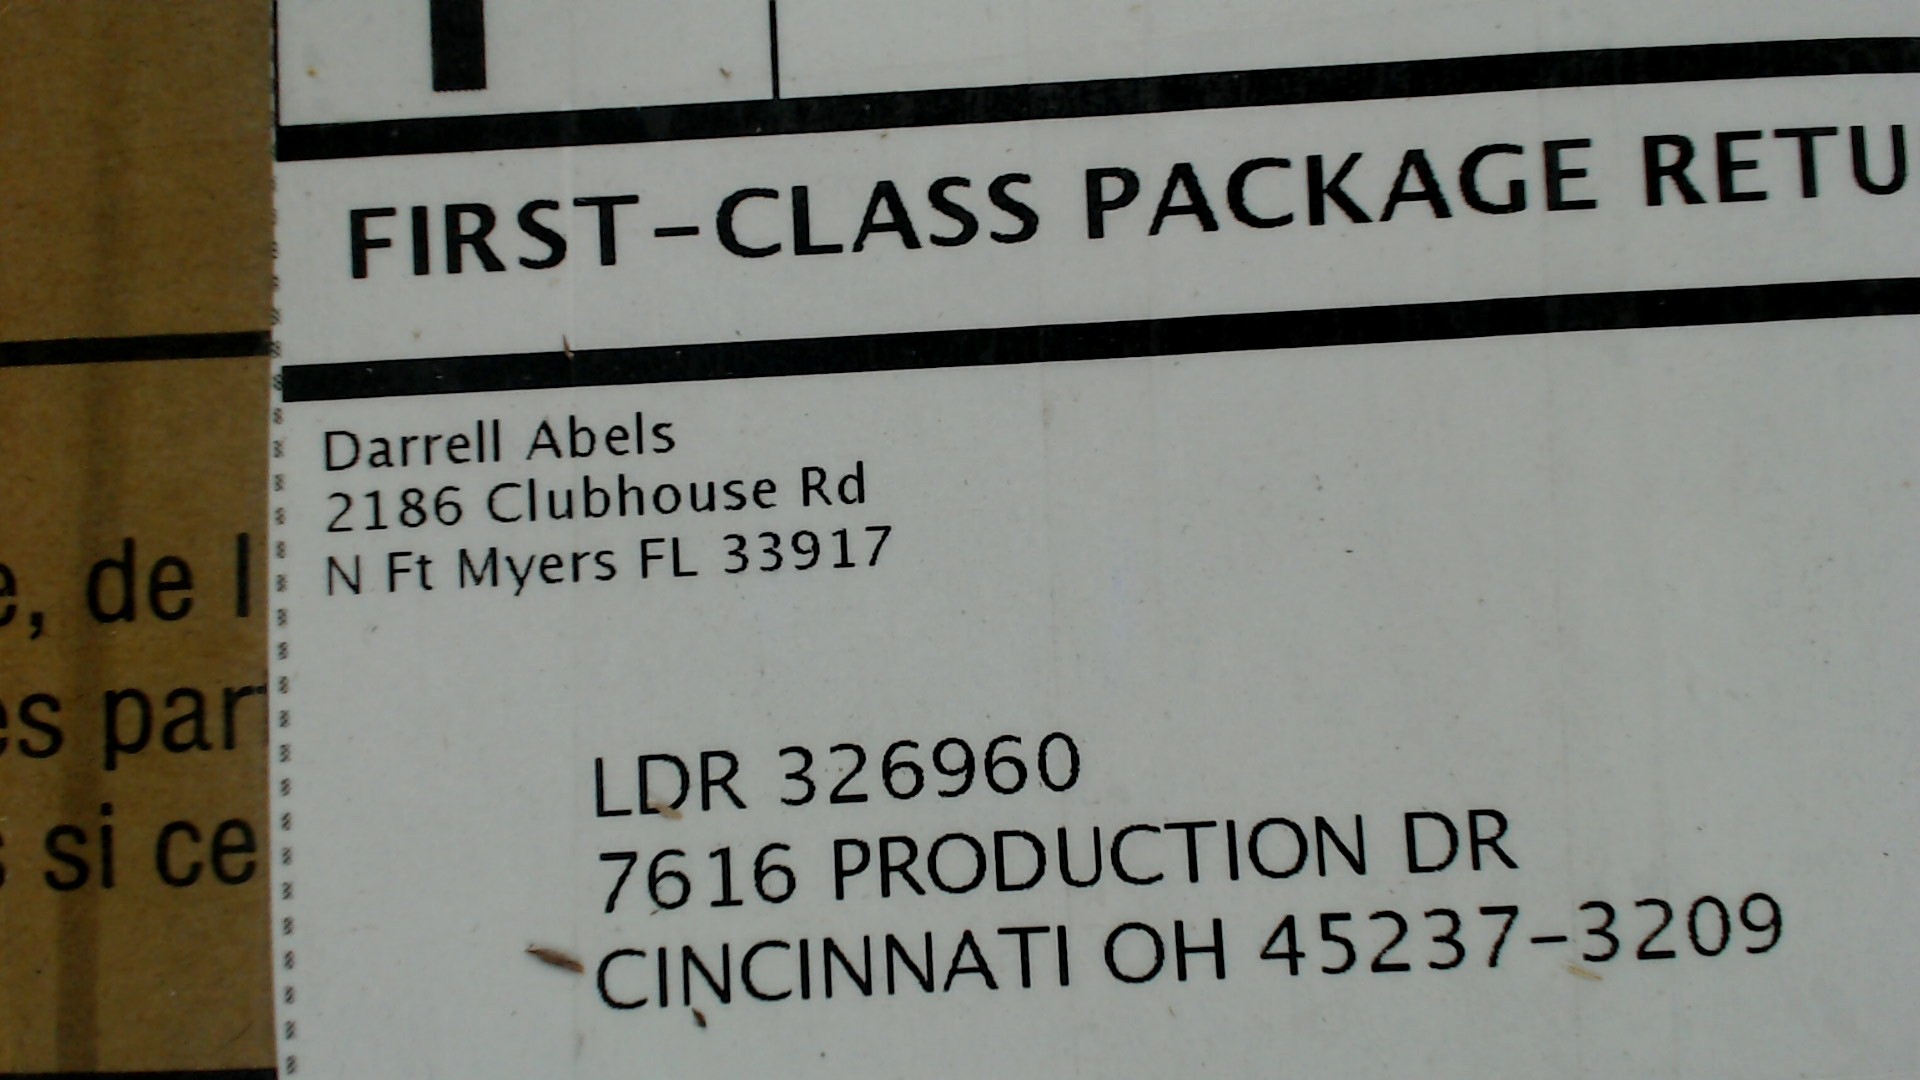 FIRST-CLASS PACKAGE RETU
Darrell Abels
2186 Clubhouse Rd
N Ft Myers FL 33917
LDR 326960
7616 PRODUCTION DR
CINCINNATI OH 45237-3209
e, de l
es par
s si ce